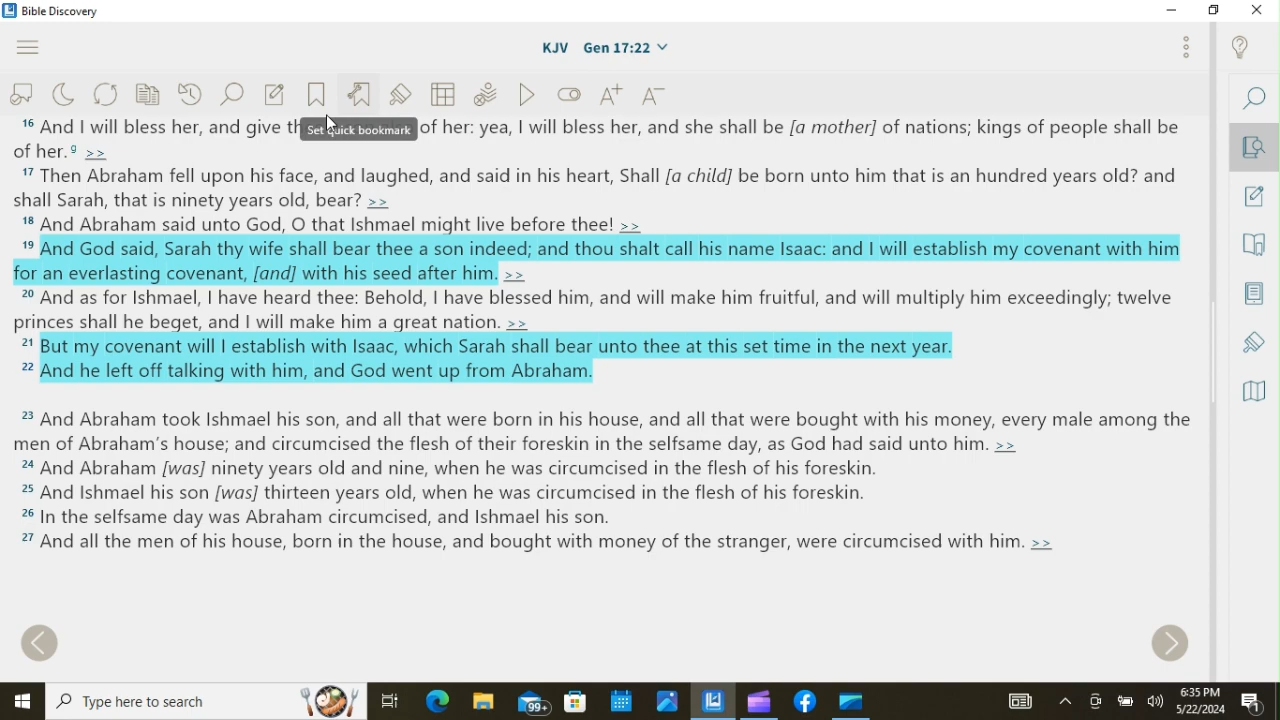 Bible Discovery
KJV Gen 17:22
Set quick bookmark
16 And I will bless her, and give of her: yea, I will bless her, and she shall be [a mother] of nations; kings of people shall be
of her. g >>
17 Then Abraham fell upon his face, and laughed, and said in his heart, Shall [a child] be born unto him that is an hundred years old? and
shall Sarah, that is ninety years old, bear? >>
18 And Abraham said unto God, O that Ishmael might live before thee! >>
19 And God said, Sarah thy wife shall bear thee a son indeed; and thou shalt call his name Isaac: and I will establish my covenant with him
for an everlasting covenant, [and] with his seed after him. >>
20 And as for Ishmael, I have heard thee: Behold, I have blessed him, and will make him fruitful, and will multiply him exceedingly; twelve
princes shall he beget, and I will make him a great nation. >>
21 But my covenant will I establish with Isaac, which Sarah shall bear unto thee at this set time in the next year.
22 And he left off talking with him, and God went up from Abraham.
23 And Abraham took Ishmael his son, and all that were born in his house, and all that were bought with his money, every male among the
men of Abraham's house; and circumcised the flesh of their foreskin in the selfsame day, as God had said unto him. >>
24 And Abraham [was] ninety years old and nine, when he was circumcised in the flesh of his foreskin.
25 And Ishmael his son [was] thirteen years old, when he was circumcised in the flesh of his foreskin.
26 In the selfsame day was Abraham circumcised, and Ishmael his son.
27 And all the men of his house, born in the house, and bought with money of the stranger, were circumcised with him. >>
Type here to search
99+
6:35 PM
5/22/2024
1